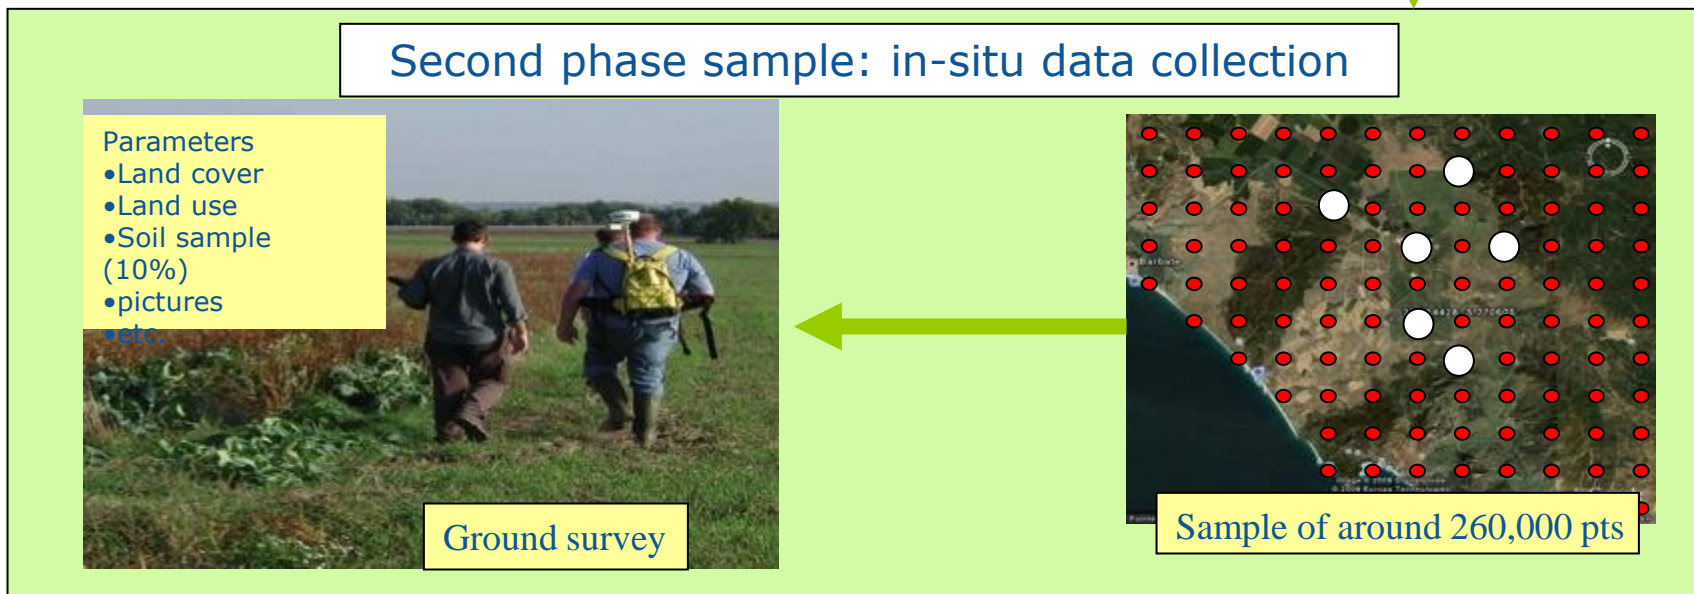 Second phase sample: in-situ data collection
Parameters
•Land cover
•Land use
•Soil sample
(10%)
•pictures
•etc.
Ground survey
Sample of around 260,000 pts